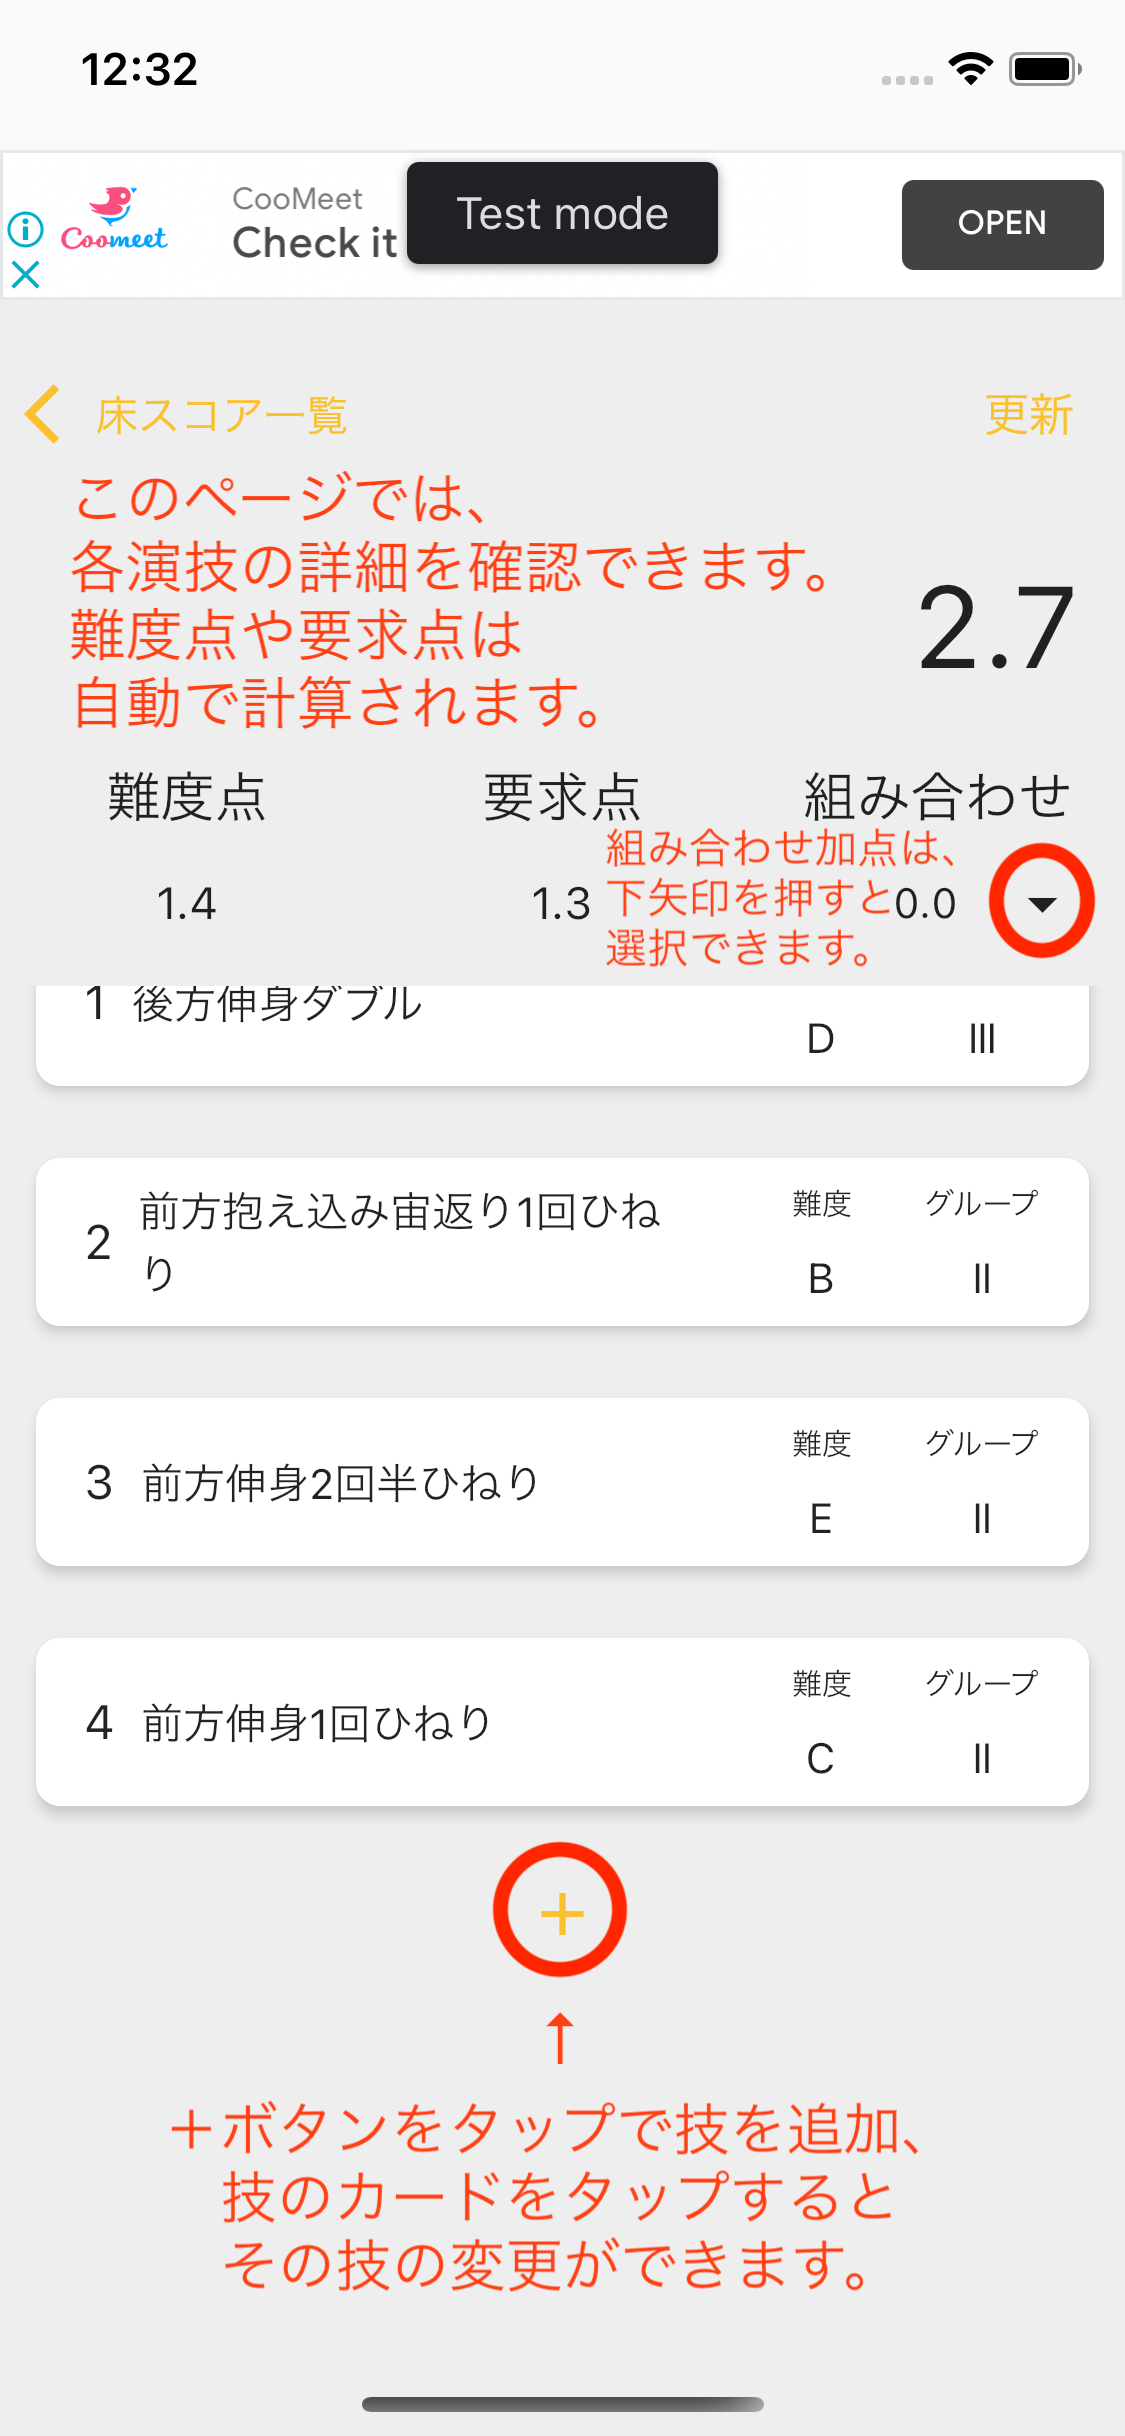 12:32
Coomeet
CooMeet
Check it
Test mode
OPEN
床スコア一覧
更新
このページでは、
各演技の詳細を確認できます。
難度点や要求点は
自動で計算されます。
2.7
難度点 要求点 組み合わせ
1.4 1.3 0.0
組み合わせ加点は、
下矢印を押すと
選択できます。
1 後方伸身ダブル
D III
2 前方抱え込み宙返り1回ひね
り
難度 グループ
B II
3 前方伸身2回半ひねり
難度 グループ
E II
4 前方伸身1回ひねり
難度 グループ
C II
+
↑
＋ボタンをタップで技を追加、
技のカードをタップすると
その技の変更ができます。